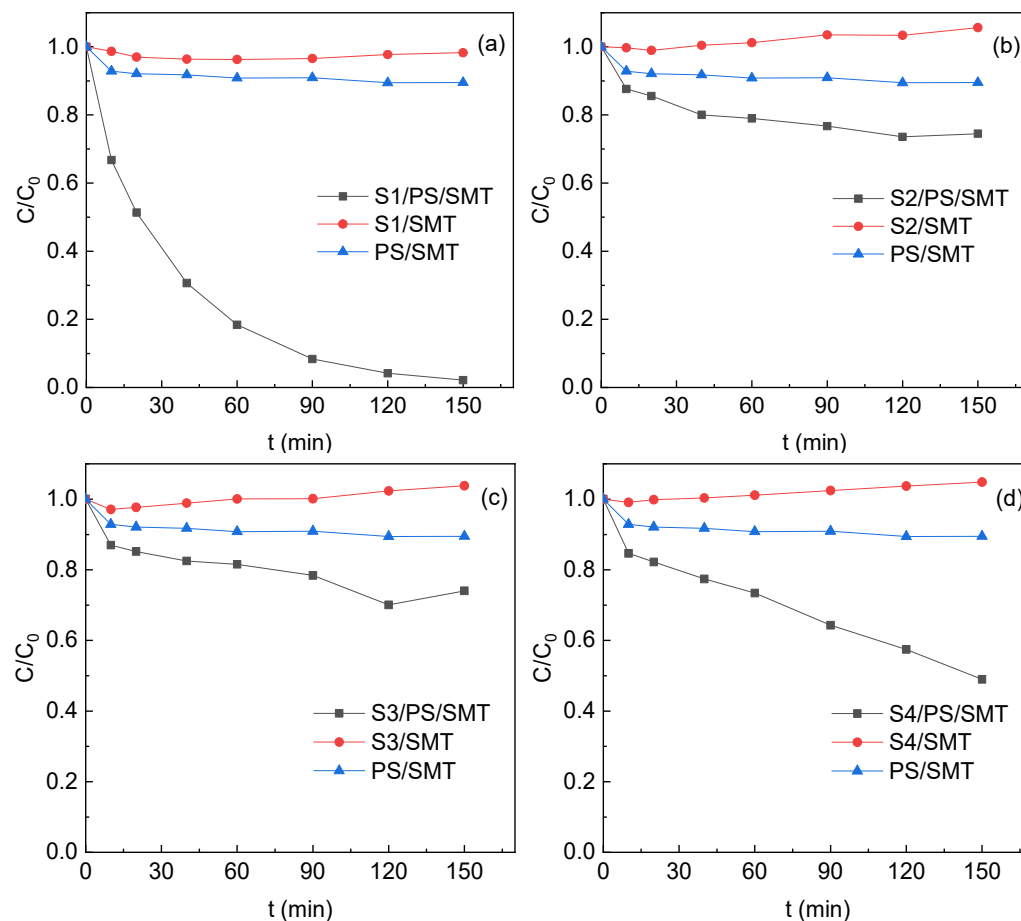 (a)
1.0
0.8
0.6
0.4
0.2
0.0
C/C₀
S1/PS/SMT
S1/SMT
PS/SMT
0 30 60 90 120 150
t (min)
(b)
1.0
0.8
0.6
0.4
0.2
0.0
C/C₀
S2/PS/SMT
S2/SMT
PS/SMT
0 30 60 90 120 150
t (min)
(c)
1.0
0.8
0.6
0.4
0.2
0.0
C/C₀
S3/PS/SMT
S3/SMT
PS/SMT
0 30 60 90 120 150
t (min)
(d)
1.0
0.8
0.6
0.4
0.2
0.0
C/C₀
S4/PS/SMT
S4/SMT
PS/SMT
0 30 60 90 120 150
t (min)